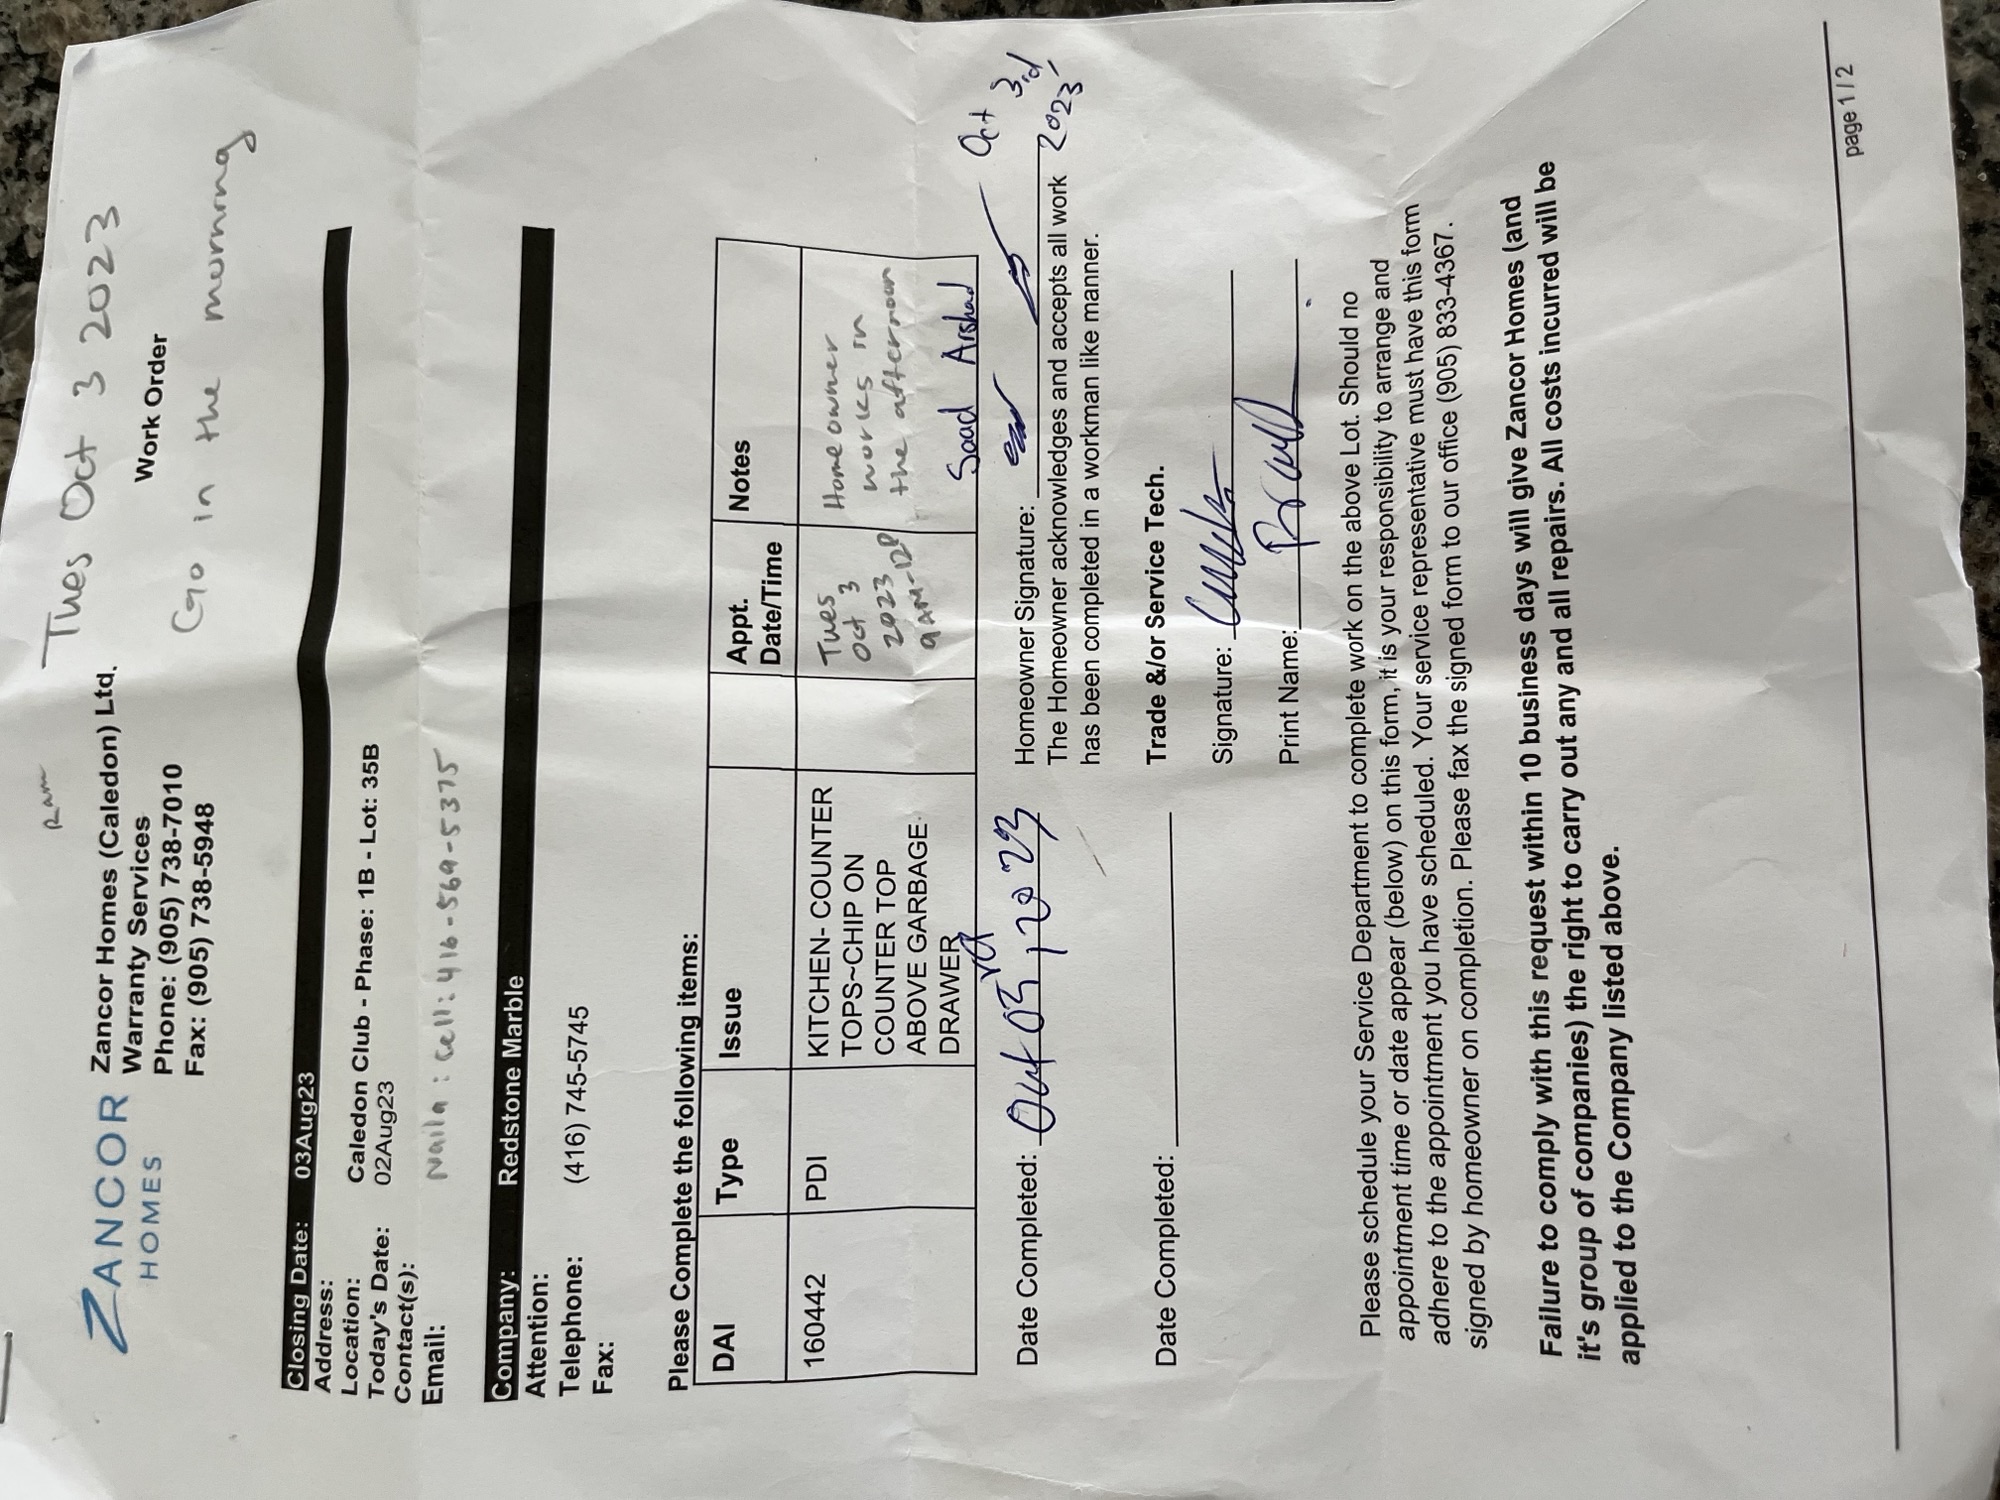 Ram
Tues Oct 3 2023
ZANCOR
HOMES
Zancor Homes (Caledon) Ltd.
Warranty Services
Phone: (905) 738-7010
Fax: (905) 738-5948
Work Order
Go in the morning
Closing Date: 03Aug23
Address:
Location: Caledon Club - Phase: 1B - Lot: 35B
Today's Date: 02Aug23
Contact(s):
Email: Naila : cell: 416-569-5375
Company: Redstone Marble
Attention:
Telephone: (416) 745-5745
Fax:
Please Complete the following items:
DAI Type Issue Appt. Date/Time Notes
160442 PDI KITCHEN- COUNTER
TOPS~CHIP ON
COUNTER TOP
ABOVE GARBAGE
DRAWER
Tues
Oct 3
2023
9AM-12P
Homeowner
works in
the afternoon
Saad Arshad
Date Completed: Oct 03rd, 2023
Homeowner Signature: Oct 3rd, 2023
The Homeowner acknowledges and accepts all work
has been completed in a workman like manner.
Date Completed:
Trade &/or Service Tech.
Signature:
Print Name:
Please schedule your Service Department to complete work on the above Lot. Should no
appointment time or date appear (below) on this form, it is your responsibility to arrange and
adhere to the appointment you have scheduled. Your service representative must have this form
signed by homeowner on completion. Please fax the signed form to our office (905) 833-4367.
Failure to comply with this request within 10 business days will give Zancor Homes (and
it's group of companies) the right to carry out any and all repairs. All costs incurred will be
applied to the Company listed above.
page 1 / 2